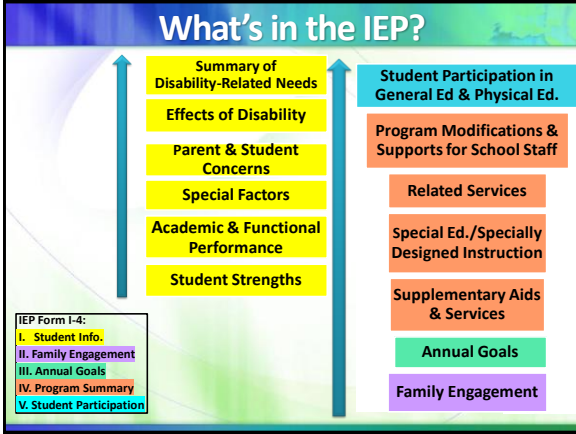 What's in the IEP?
Summary of
Disability-Related Needs
Effects of Disability
Parent & Student
Concerns
Special Factors
Academic & Functional
Performance
Student Strengths
Student Participation in
General Ed & Physical Ed.
Program Modifications &
Supports for School Staff
Related Services
Special Ed./Specially
Designed Instruction
Supplementary Aids
& Services
Annual Goals
Family Engagement
IEP Form I-4:
I. Student Info.
II. Family Engagement
III. Annual Goals
IV. Program Summary
V. Student Participation